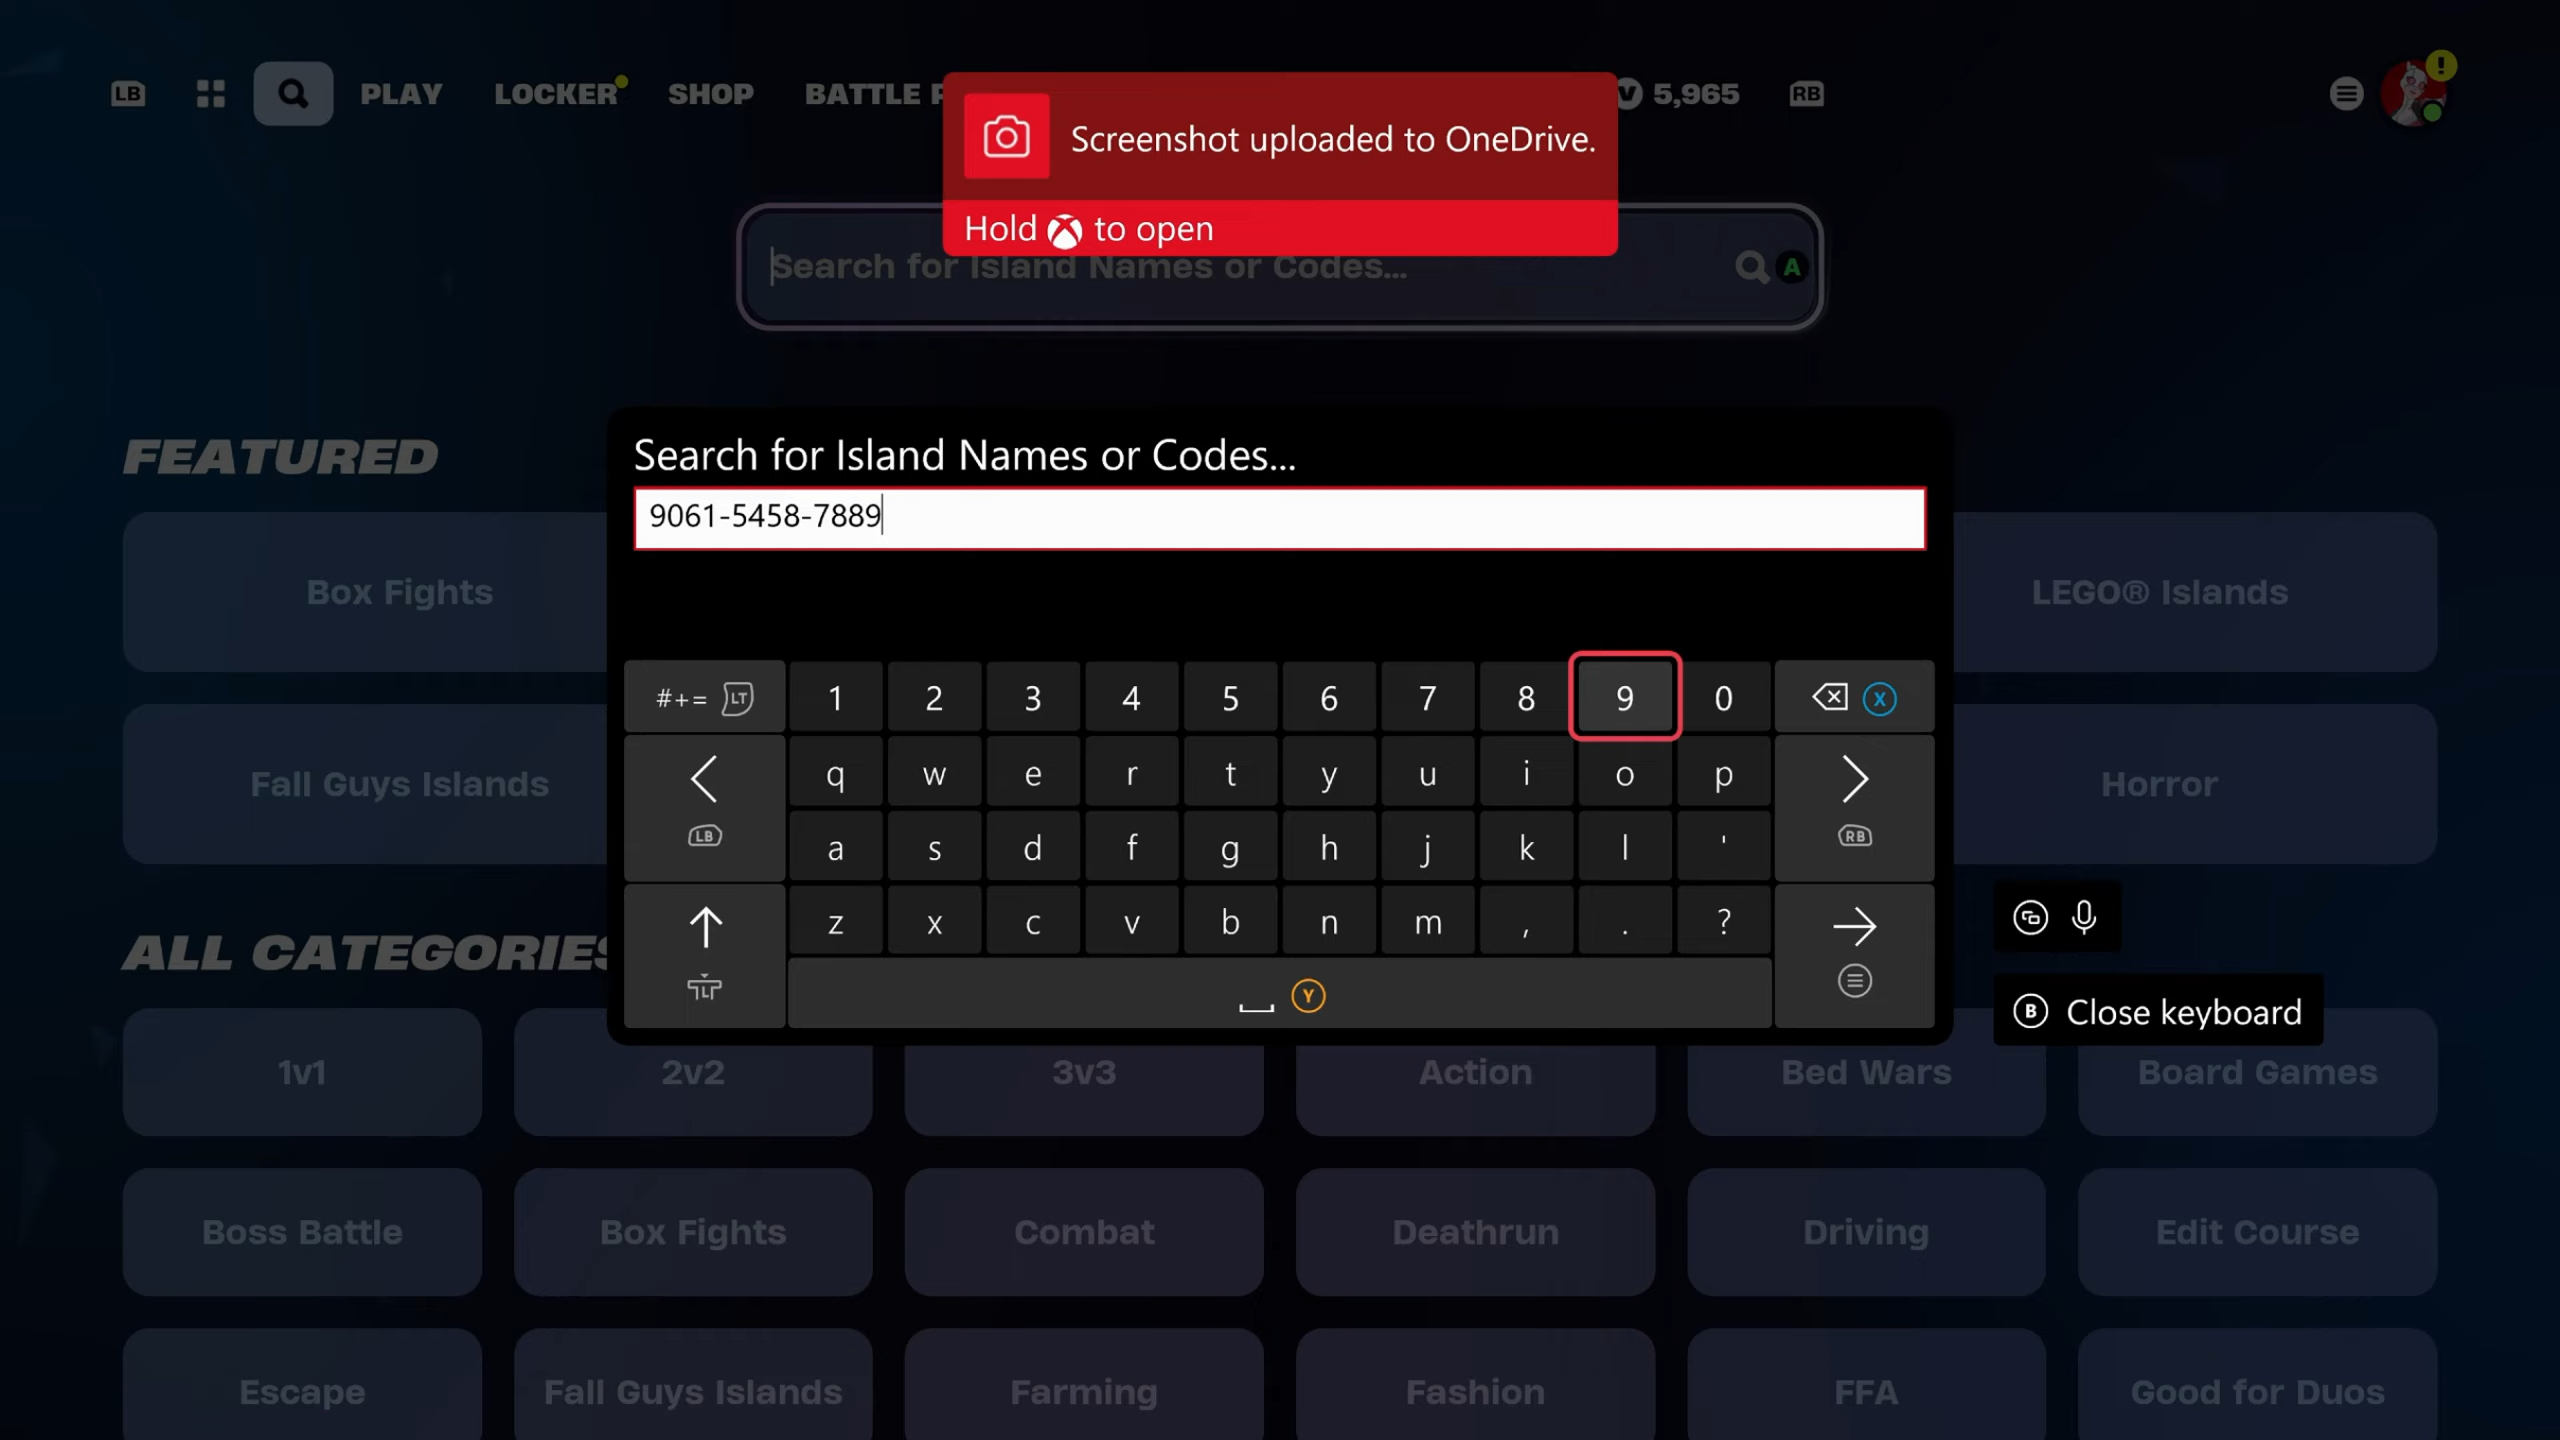 LB PLAY LOCKER SHOP BATTLE P 5,965 RB !
Screenshot uploaded to OneDrive.
Hold to open
Search for Island Names or Codes... A
Search for Island Names or Codes...
9061-5458-7889
#+= LT 1 2 3 4 5 6 7 8 9 0 X
q w e r t y u i o p
LB a s d f g h j k l ' RB
z x c v b n m , . ?
Y
B Close keyboard
FEATURED
Box Fights LEGO® Islands
Fall Guys Islands Horror
ALL CATEGORIES
1v1 2v2 3v3 Action Bed Wars Board Games
Boss Battle Box Fights Combat Deathrun Driving Edit Course
Escape Fall Guys Islands Farming Fashion FFA Good for Duos